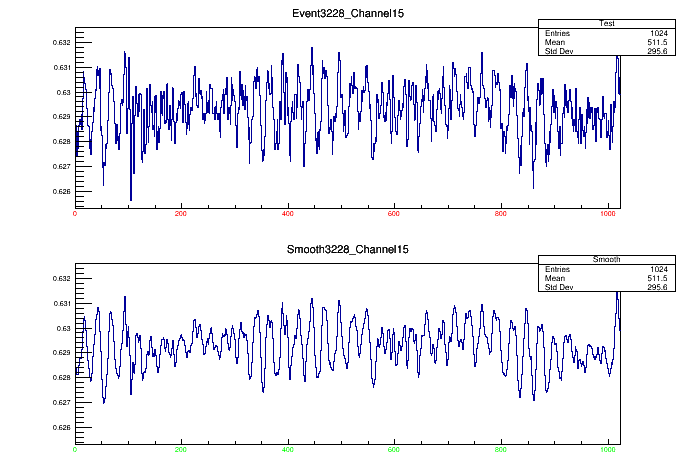 Event3228_Channel15
Test
Entries 1024
Mean 511.5
Std Dev 295.6
0.632
0.631
0.63
0.629
0.628
0.627
0.626
0 200 400 600 800 1000
Smooth3228_Channel15
Smooth
Entries 1024
Mean 511.5
Std Dev 295.6
0.632
0.631
0.63
0.629
0.628
0.627
0.626
0 200 400 600 800 1000